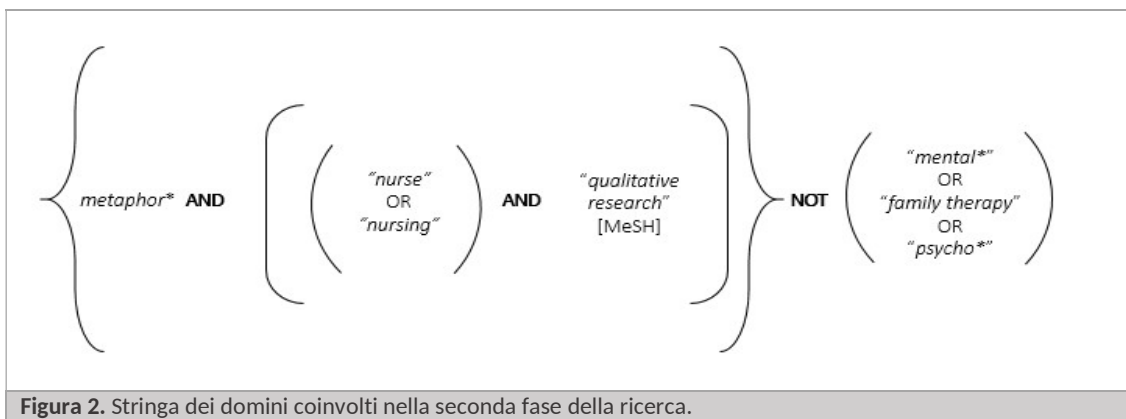 metaphor* AND
"nurse"
OR
"nursing"
AND
"qualitative
research"
[MeSH]
NOT
"mental*"
OR
"family therapy"
OR
"psycho*"
Figura 2. Stringa dei domini coinvolti nella seconda fase della ricerca.